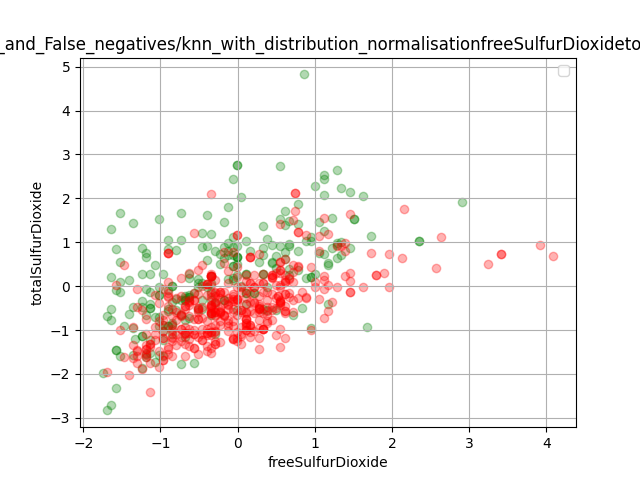 _and_False_negatives/knn_with_distribution_normalisationfreeSulfurDioxideto
5
4
3
2
1
0
−1
−2
−3
totalSulfurDioxide
−2 −1 0 1 2 3 4
freeSulfurDioxide